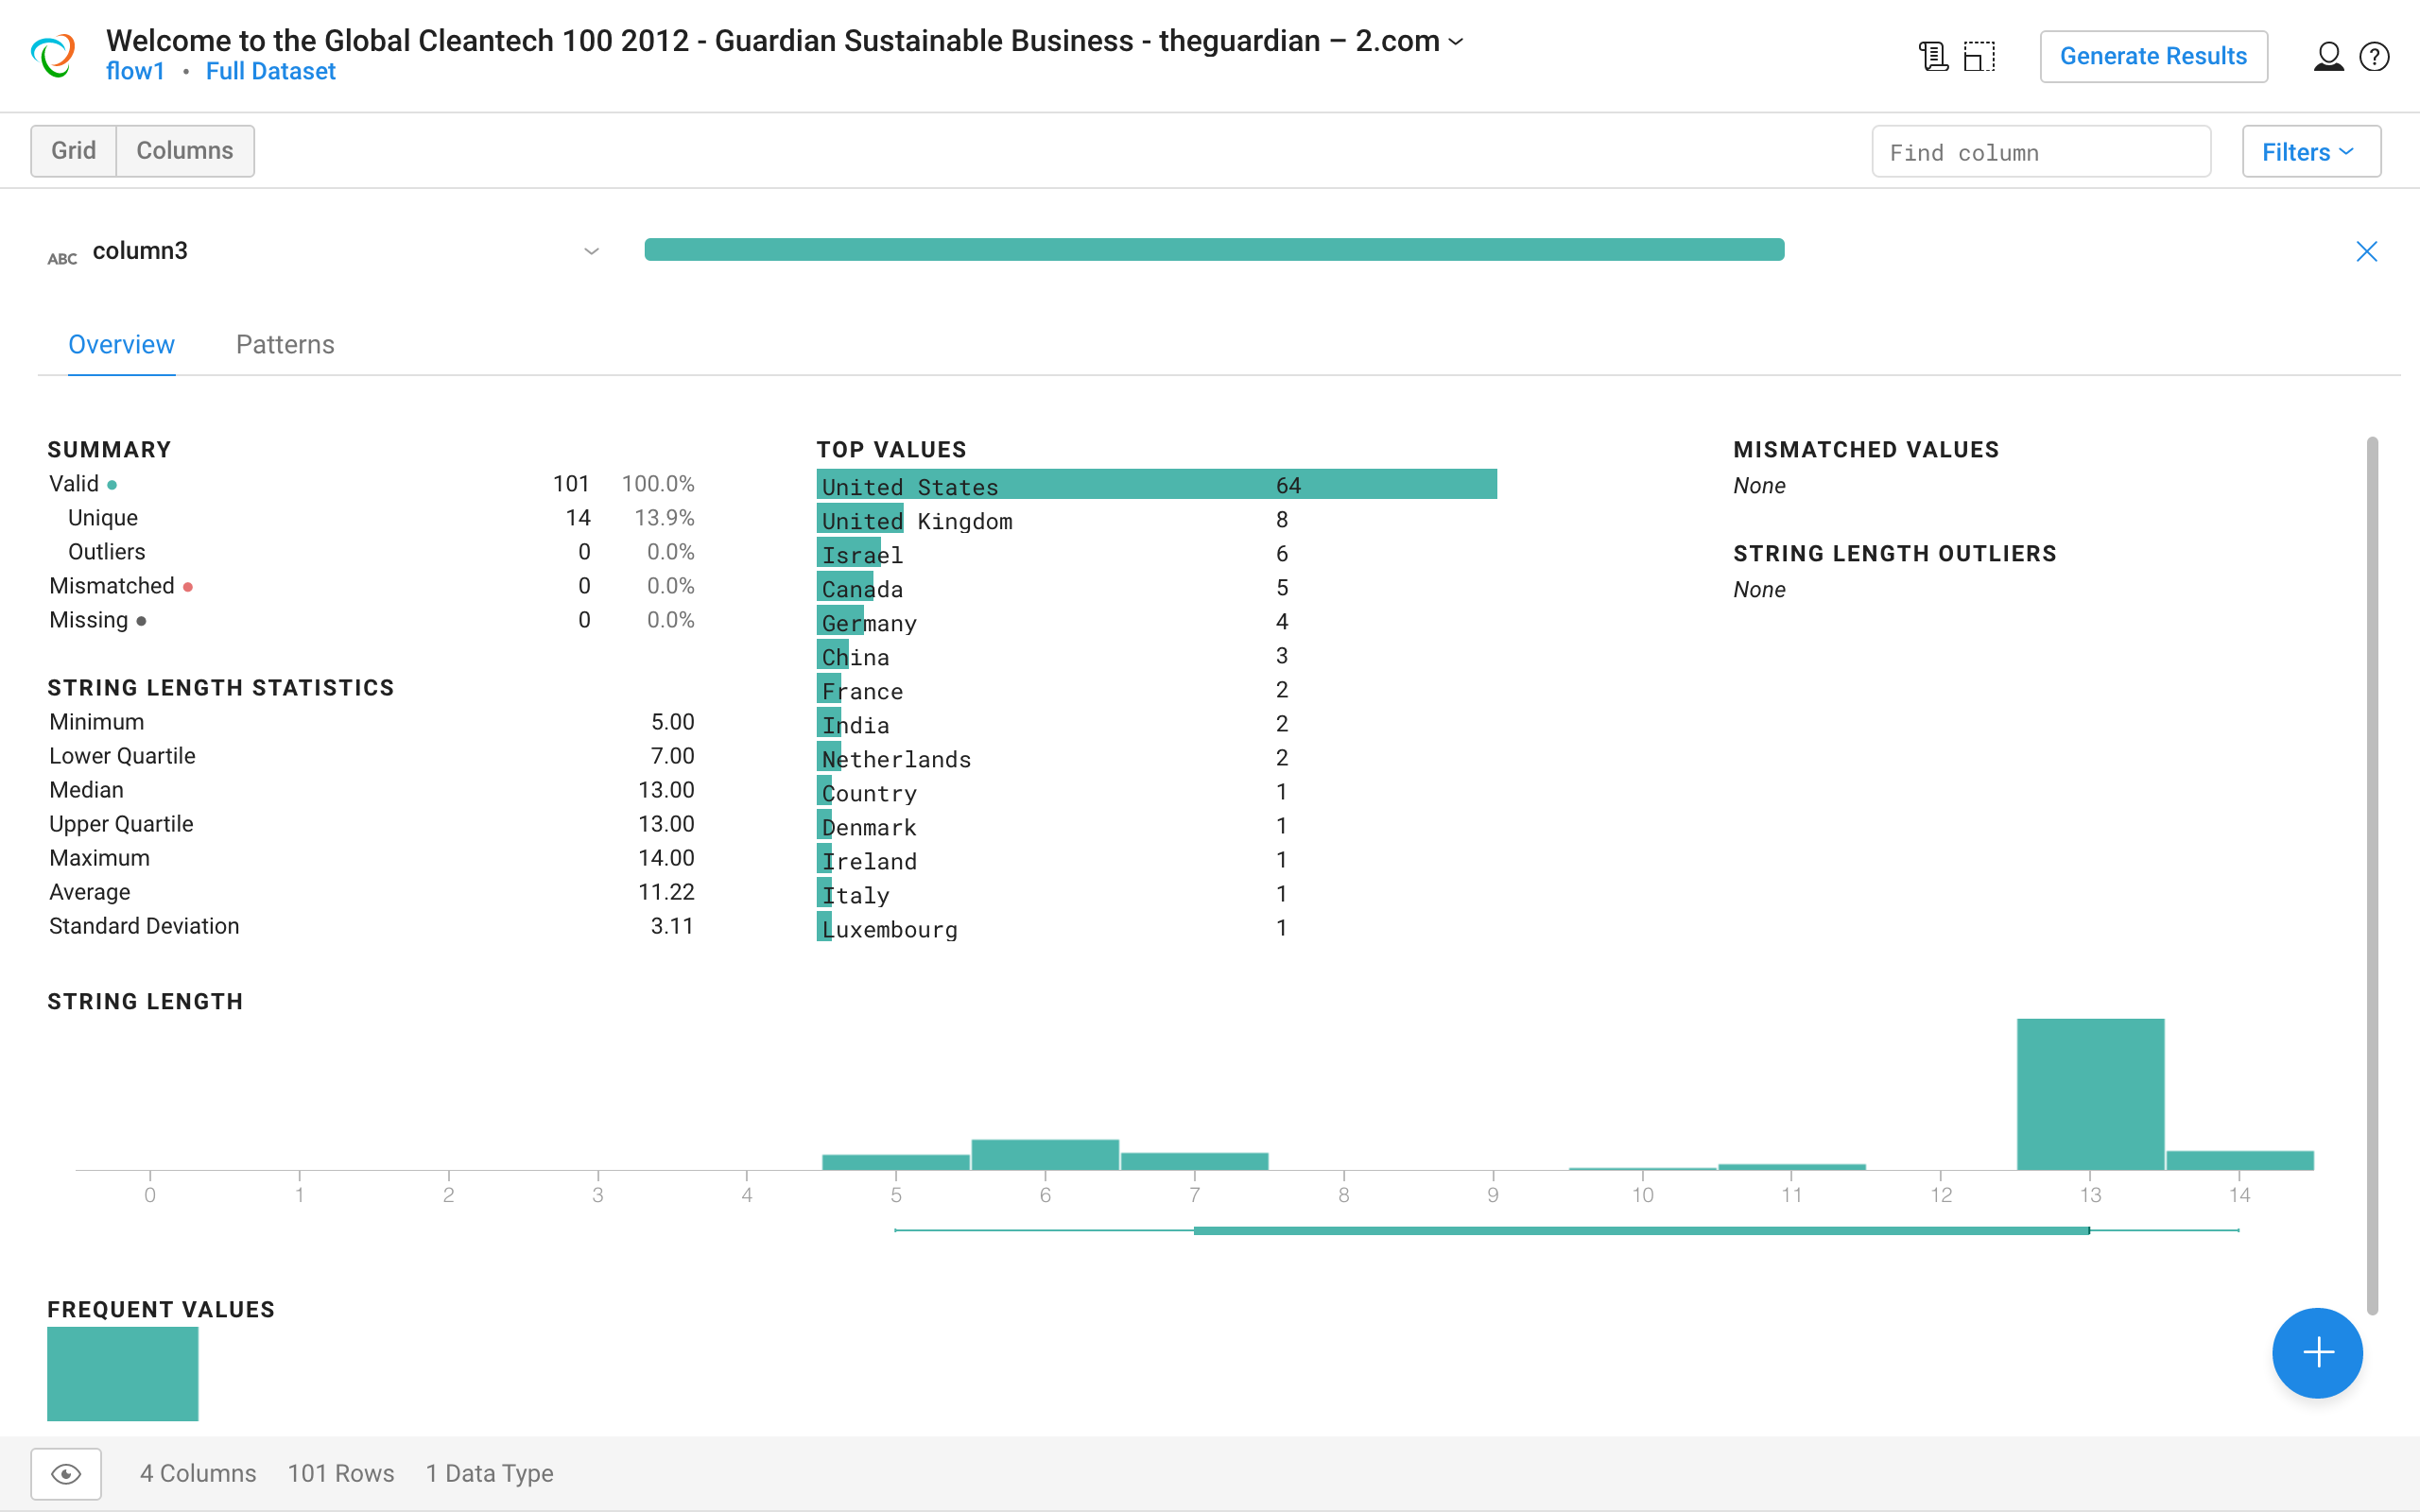 Welcome to the Global Cleantech 100 2012 - Guardian Sustainable Business - theguardian – 2.com
flow1 • Full Dataset
Generate Results
?
Grid Columns
Find column
Filters
ABC column3
Overview Patterns
SUMMARY
Valid 101 100.0%
Unique 14 13.9%
Outliers 0 0.0%
Mismatched 0 0.0%
Missing 0 0.0%
STRING LENGTH STATISTICS
Minimum 5.00
Lower Quartile 7.00
Median 13.00
Upper Quartile 13.00
Maximum 14.00
Average 11.22
Standard Deviation 3.11
TOP VALUES
United States 64
United Kingdom 8
Israel 6
Canada 5
Germany 4
China 3
France 2
India 2
Netherlands 2
Country 1
Denmark 1
Ireland 1
Italy 1
Luxembourg 1
MISMATCHED VALUES
None
STRING LENGTH OUTLIERS
None
STRING LENGTH
0 1 2 3 4 5 6 7 8 9 10 11 12 13 14
FREQUENT VALUES
4 Columns 101 Rows 1 Data Type